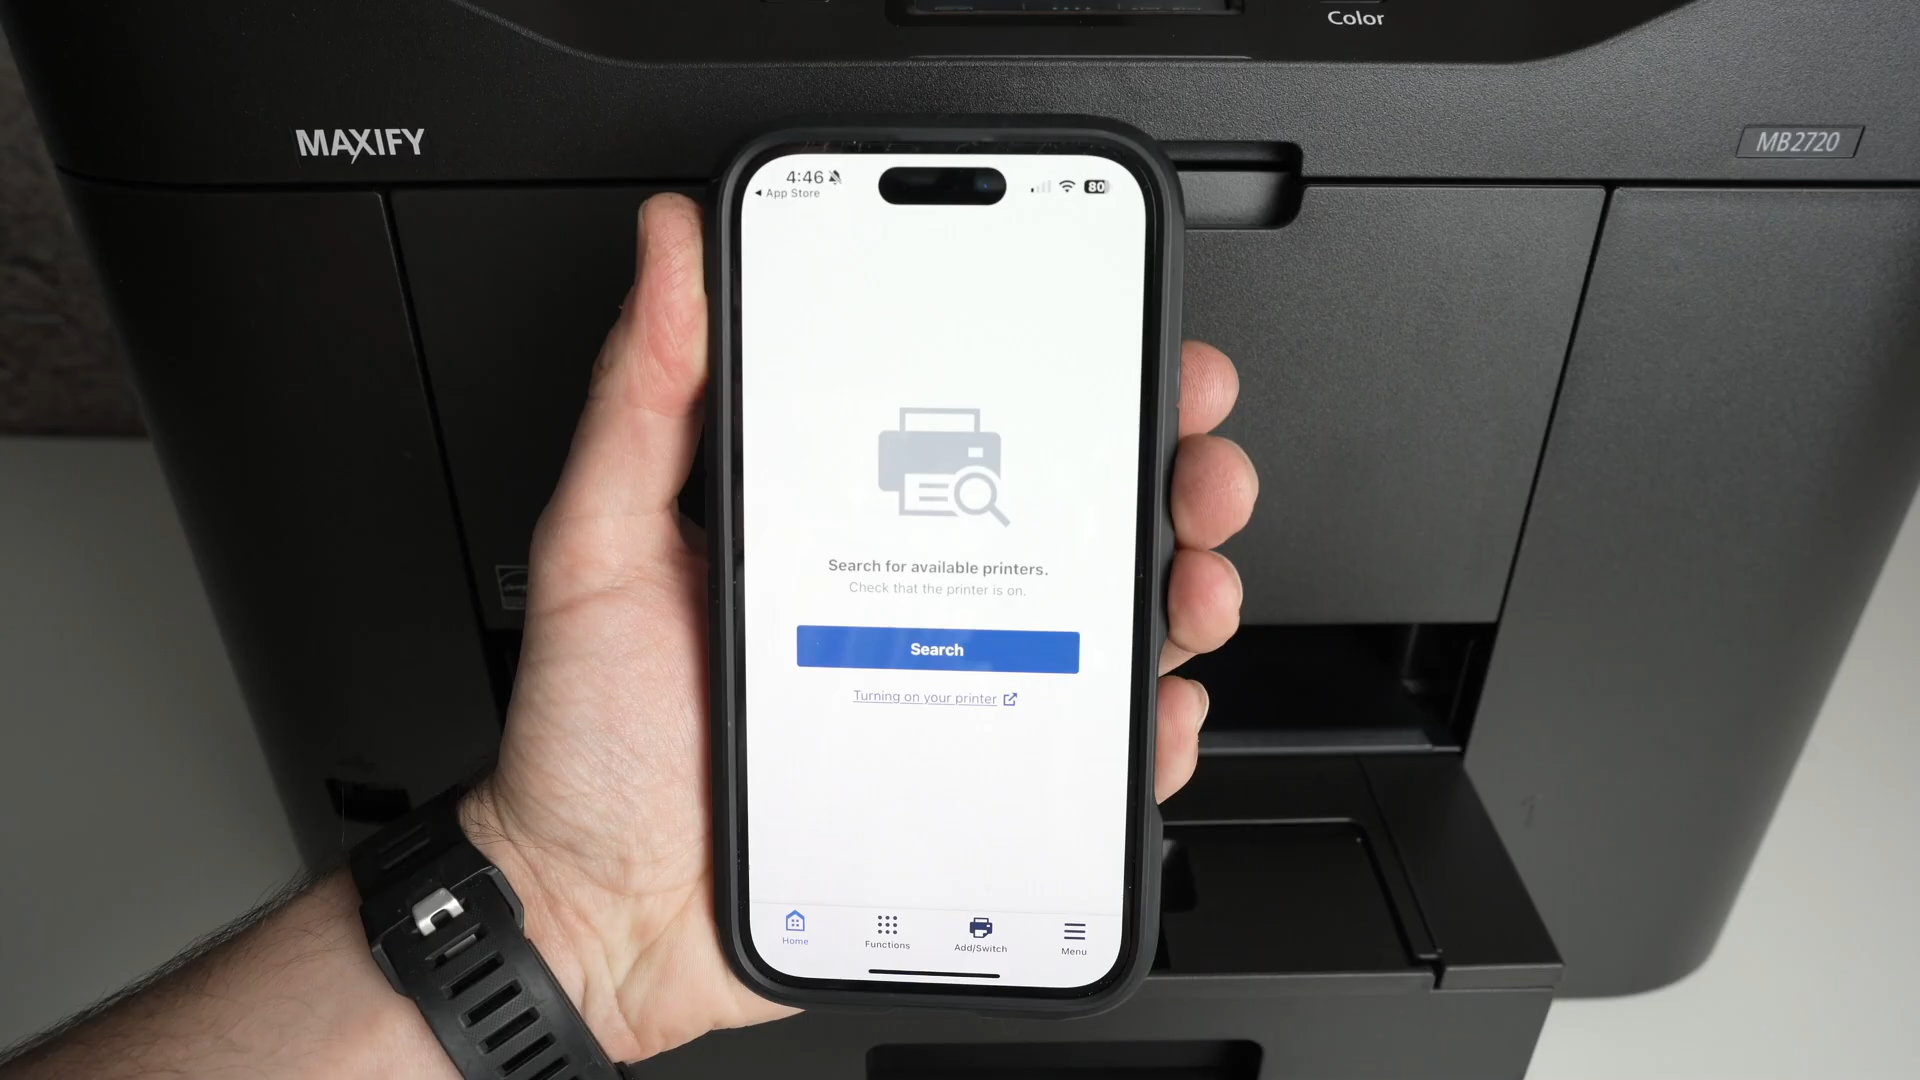 Color
MAXIFY
MB2720
4:46
80
App Store
Search for available printers.
Check that the printer is on.
Search
Turning on your printer
Home
Functions
Add/Switch
Menu